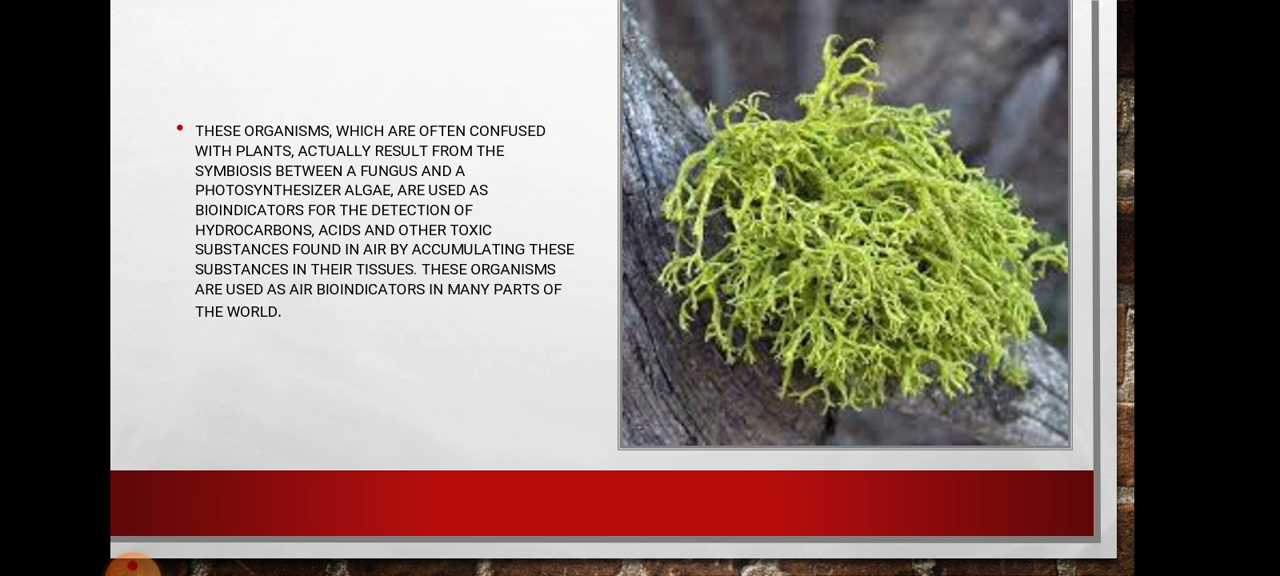 THESE ORGANISMS, WHICH ARE OFTEN CONFUSED
WITH PLANTS, ACTUALLY RESULT FROM THE
SYMBIOSIS BETWEEN A FUNGUS AND A
PHOTOSYNTHESIZER ALGAE, ARE USED AS
BIOINDICATORS FOR THE DETECTION OF
HYDROCARBONS, ACIDS AND OTHER TOXIC
SUBSTANCES FOUND IN AIR BY ACCUMULATING THESE
SUBSTANCES IN THEIR TISSUES. THESE ORGANISMS
ARE USED AS AIR BIOINDICATORS IN MANY PARTS OF
THE WORLD.